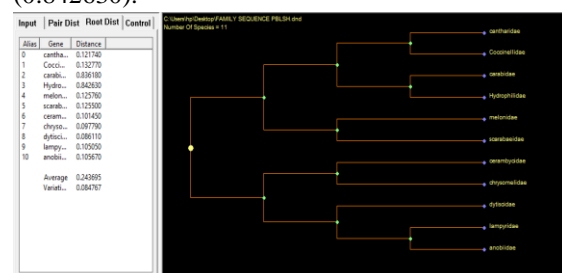 (0.842630).
Input Pair Dist Root Dist Control
Alias Gene Distance
0 cantha... 0.121740
1 Cocci... 0.132770
2 carabi... 0.836180
3 Hydro... 0.842630
4 melon... 0.125760
5 scarab... 0.125500
6 ceram... 0.101450
7 chryso... 0.097790
8 dytisci... 0.086110
9 lampy... 0.105050
10 anobii... 0.105670
Average 0.243695
Variati... 0.084767
C:\Users\hp\Desktop\FAMILY SEQUENCE PBLSH.dnd
Number Of Species = 11
cantharidae
Coccinellidae
carabidae
Hydrophilidae
melonidae
scarabaeidae
cerambycidae
chrysomelidae
dytiscidae
lampyridae
anobiidae